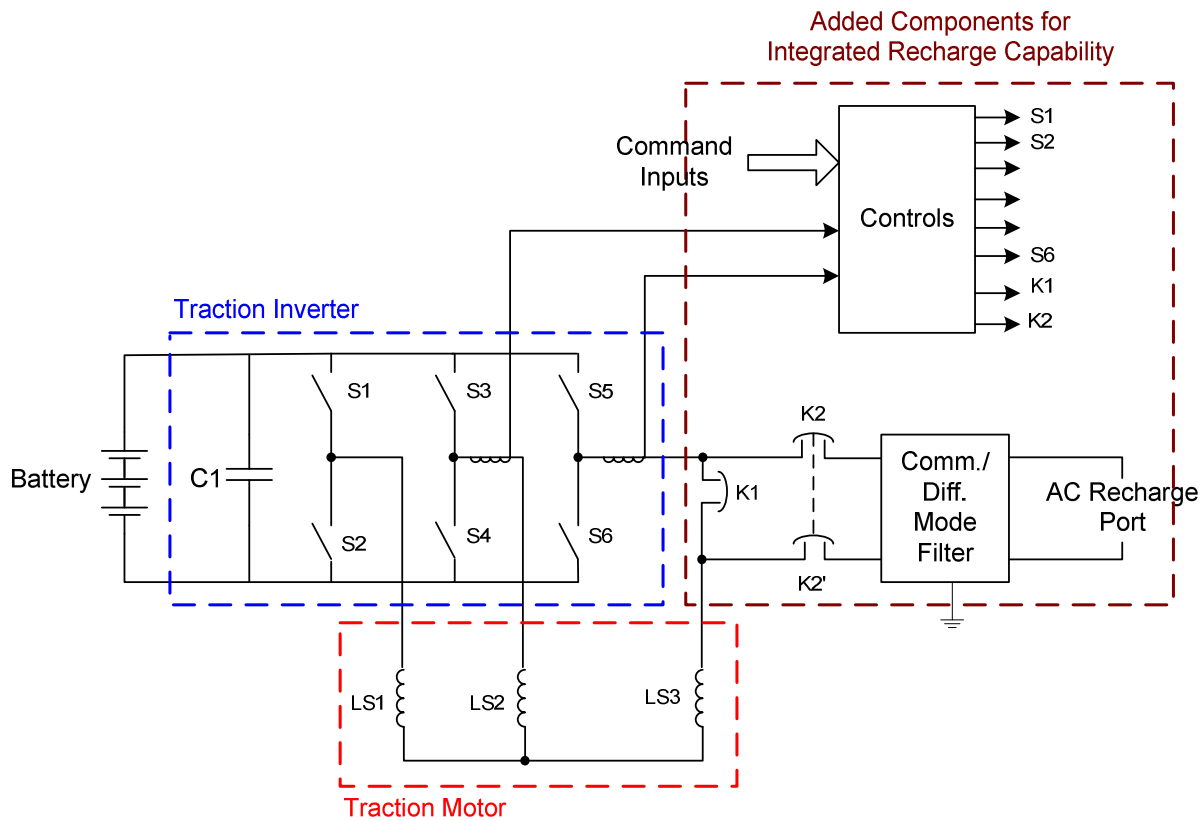 Added Components for
Integrated Recharge Capability
Command
Inputs
Controls
S1
S2
S6
K1
K2
Traction Inverter
Battery
C1
S1
S3
S5
S2
S4
S6
K2
K1
K2'
Comm./
Diff.
Mode
Filter
AC Recharge
Port
LS1
LS2
LS3
Traction Motor